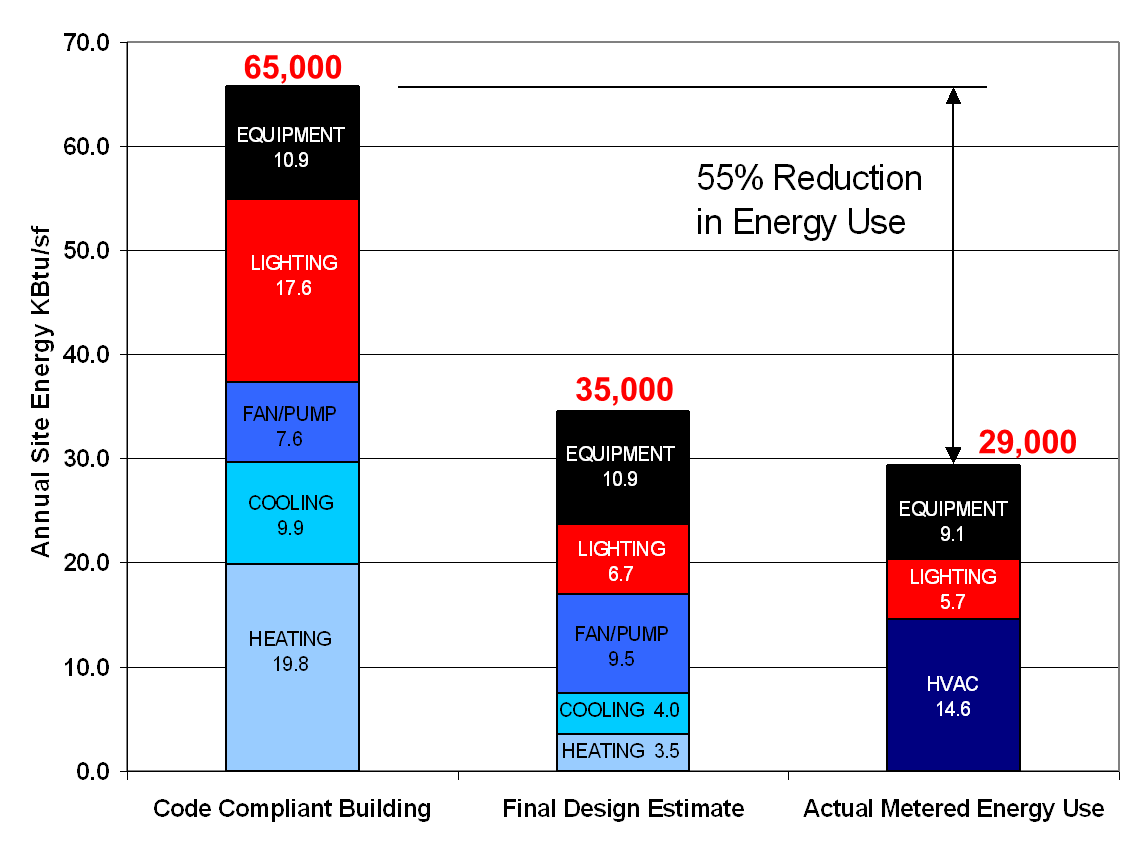 Annual Site Energy KBtu/sf
70.0
60.0
50.0
40.0
30.0
20.0
10.0
0.0
65,000
EQUIPMENT
10.9
LIGHTING
17.6
FAN/PUMP
7.6
COOLING
9.9
HEATING
19.8
35,000
EQUIPMENT
10.9
LIGHTING
6.7
FAN/PUMP
9.5
COOLING 4.0
HEATING 3.5
55% Reduction
in Energy Use
29,000
EQUIPMENT
9.1
LIGHTING
5.7
HVAC
14.6
Code Compliant Building
Final Design Estimate
Actual Metered Energy Use